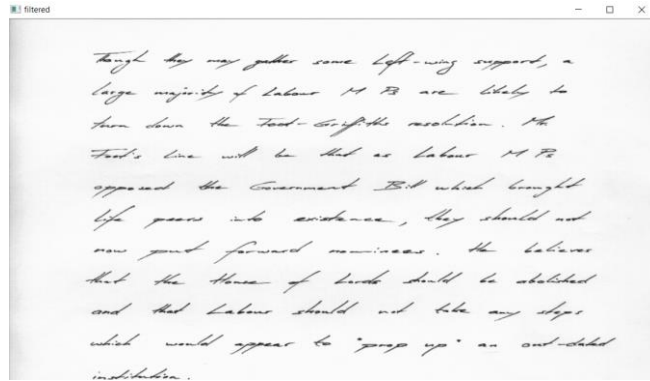 filtered
Though they may gather some Left-wing support, a
large majority of Labour M Ps are likely to
turn down the Foot-Griffiths resolution. Mr.
Foot's line will be that as Labour M Ps
opposed the Government Bill which brought
life peers into existence, they should not
now put forward nominees. He believes
that the House of Lords should be abolished
and that Labour should not take any steps
which would appear to "prop up" an out-dated
institution.